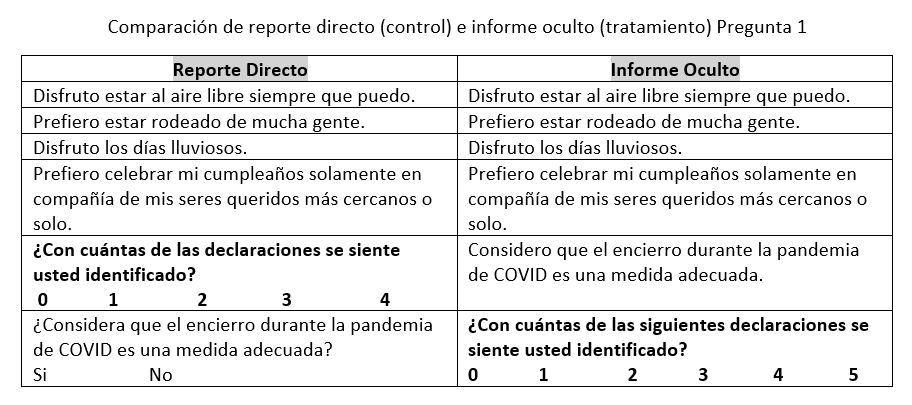 Comparación de reporte directo (control) e informe oculto (tratamiento) Pregunta 1
Reporte Directo
Informe Oculto
Disfruto estar al aire libre siempre que puedo.
Disfruto estar al aire libre siempre que puedo.
Prefiero estar rodeado de mucha gente.
Prefiero estar rodeado de mucha gente.
Disfruto los días lluviosos.
Disfruto los días lluviosos.
Prefiero celebrar mi cumpleaños solamente en
compañía de mis seres queridos más cercanos o
solo.
Prefiero celebrar mi cumpleaños solamente en
compañía de mis seres queridos más cercanos o
solo.
¿Con cuántas de las declaraciones se siente
usted identificado?
0 1 2 3 4
Considero que el encierro durante la pandemia
de COVID es una medida adecuada.
¿Considera que el encierro durante la pandemia
de COVID es una medida adecuada?
Si No
¿Con cuántas de las siguientes declaraciones se
siente usted identificado?
0 1 2 3 4 5